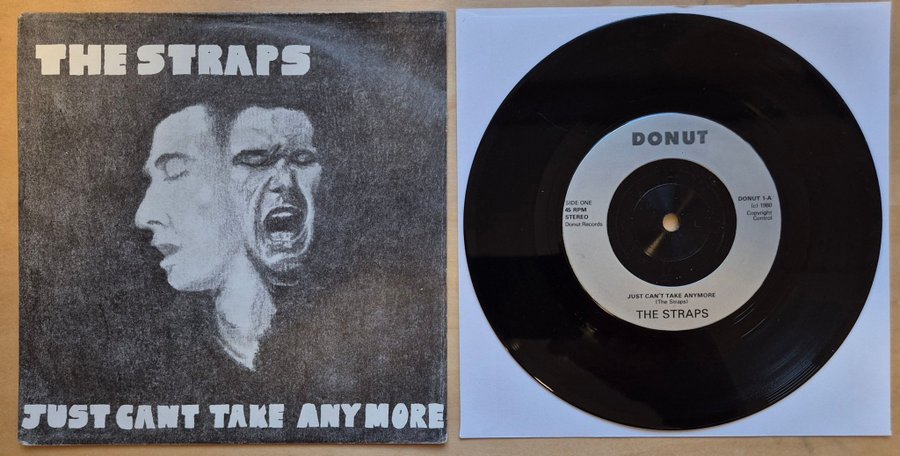 THE STRAPS
JUST CANT TAKE ANYMORE
DONUT
SIDE ONE
45 RPM
STEREO
Donut Records
DONUT 1-A
(c) 1980
Copyright
Control
JUST CAN'T TAKE ANYMORE
(The Straps)
THE STRAPS